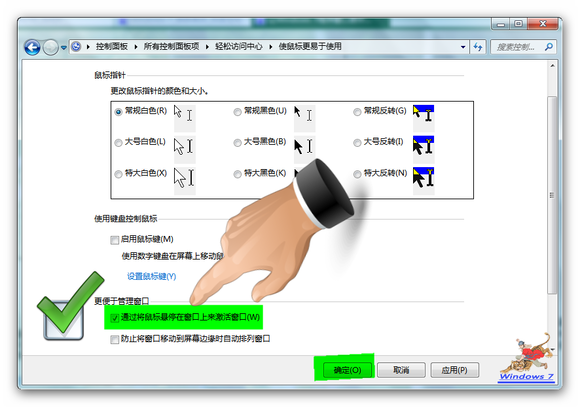 控制面板 ▸ 所有控制面板项 ▸ 轻松访问中心 ▸ 使鼠标更易于使用
搜索控制...
鼠标指针
更改鼠标指针的颜色和大小。
常规白色(R) 常规黑色(U) 常规反转(G)
大号白色(L) 大号黑色(B) 大号反转(I)
特大白色(X) 特大黑色(K) 特大反转(N)
使用键盘控制鼠标
启用鼠标键(M)
使用数字键盘在屏幕上移动鼠
设置鼠标键(Y)
更便于管理窗口
通过将鼠标悬停在窗口上来激活窗口(W)
防止将窗口移动到屏幕边缘时自动排列窗口
确定(O) 取消 应用(P)
Windows 7